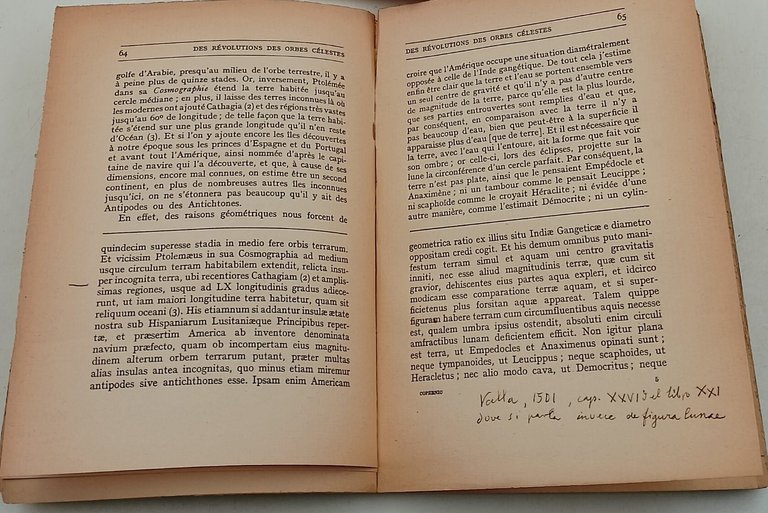 64 DES RÉVOLUTIONS DES ORBES CÉLESTES
golfe d'Arabie, presqu'au milieu de l'orbe terrestre, il y a
à peine plus de quinze stades. Or, inversement, Ptolémée
dans sa Cosmographie étend la terre habitée jusqu'au
cercle médiane ; en plus, il laisse des terres inconnues là où
les modernes ont ajouté Cathagia (2) et des régions très vastes
jusqu'au 60º de longitude ; de telle façon que la terre habi-
tée s'étend sur une plus grande longitude qu'il n'en reste
d'Océan (3). Et si l'on y ajoute encore les îles découvertes
à notre époque sous les princes d'Espagne et du Portugal
et avant tout l'Amérique, ainsi nommée d'après le capi-
taine de navire qui l'a découverte, et que, à cause de ses
dimensions, encore mal connues, on estime être un second
continent, en plus de nombreuses autres îles inconnues
jusqu'ici, on ne s'étonnera pas beaucoup qu'il y ait des
Antipodes ou des Antichtones.
En effet, des raisons géométriques nous forcent de
quindecim superesse stadia in medio fere orbis terrarum.
Et vicissim Ptolemæus in sua Cosmographia ad medium
usque circulum terram habitabilem extendit, relicta insu-
per incognita terra, ubi recentiores Cathagiam (2) et amplis-
simas regiones, usque ad LX longitudinis gradus adiece-
runt, ut iam maiori longitudine terra habitetur, quam sit
reliquum oceani (3). His etiamnum si addantur insulæ ætate
nostra sub Hispaniarum Lusitaniæque Principibus reper-
tæ, et præsertim America ab inventore denominata
navium præfecto, quam ob incompertam eius magnitu-
dinem alterum orbem terrarum putant, præter multas
alias insulas antea incognitas, quo minus etiam miremur
antipodes sive antichthones esse. Ipsam enim Americam
DES RÉVOLUTIONS DES ORBES CÉLESTES 65
croire que l'Amérique occupe une situation diamétralement
opposée à celle de l'Inde gangétique. De tout cela j'estime
enfin être clair que la terre et l'eau se portent ensemble vers
un seul centre de gravité et qu'il n'y a pas d'autre centre
de magnitude de la terre, parce qu'elle est la plus lourde,
que ses parties entrouvertes sont remplies d'eau et que,
par conséquent, en comparaison avec la terre il n'y a
pas beaucoup d'eau, bien que peut-être à la superficie il
apparaisse plus d'eau [que de terre]. Et il est nécessaire que
la terre, avec l'eau qui l'entoure, ait la forme que fait voir
son ombre ; or celle-ci, lors des éclipses, projette sur la
lune la circonférence d'un cercle parfait. Par conséquent, la
terre n'est pas plate, ainsi que le pensaient Empédocle et
Anaximène ; ni un tambour comme le pensait Leucippe ;
ni scapholde comme le croyait Héraclite ; ni évidée d'une
autre manière, comme l'estimait Démocrite ; ni un cylin-
geometrica ratio ex illius situ Indiæ Gangeticæ e diametro
oppositam credi cogit. Et his demum omnibus puto mani-
festum terram simul et aquam uni centro gravitatis
inniti, nec esse aliud magnitudinis terræ, quæ cum sit
gravior, dehiscentes eius partes aqua expleri, et idcirco
modicam esse comparatione terræ aquam, et si super-
ficietenus plus forsitan aquæ appareat. Talem quippe
figuram habere terram cum circumfluentibus aquis necesse
est, qualem umbra ipsius ostendit, absoluti enim circuli
amfractibus lunam deficientem efficit. Non igitur plana
est terra, ut Empedocles et Anaximenus opinati sunt ;
neque tympanoides, ut Leucippus ; neque scaphoides, ut
Heracletus ; nec alio modo cava, ut Democritus ; neque
COPERNIC 5
Valla, 1501, cap. XXVI del libro XXI
dove si parla invece de figura lunae